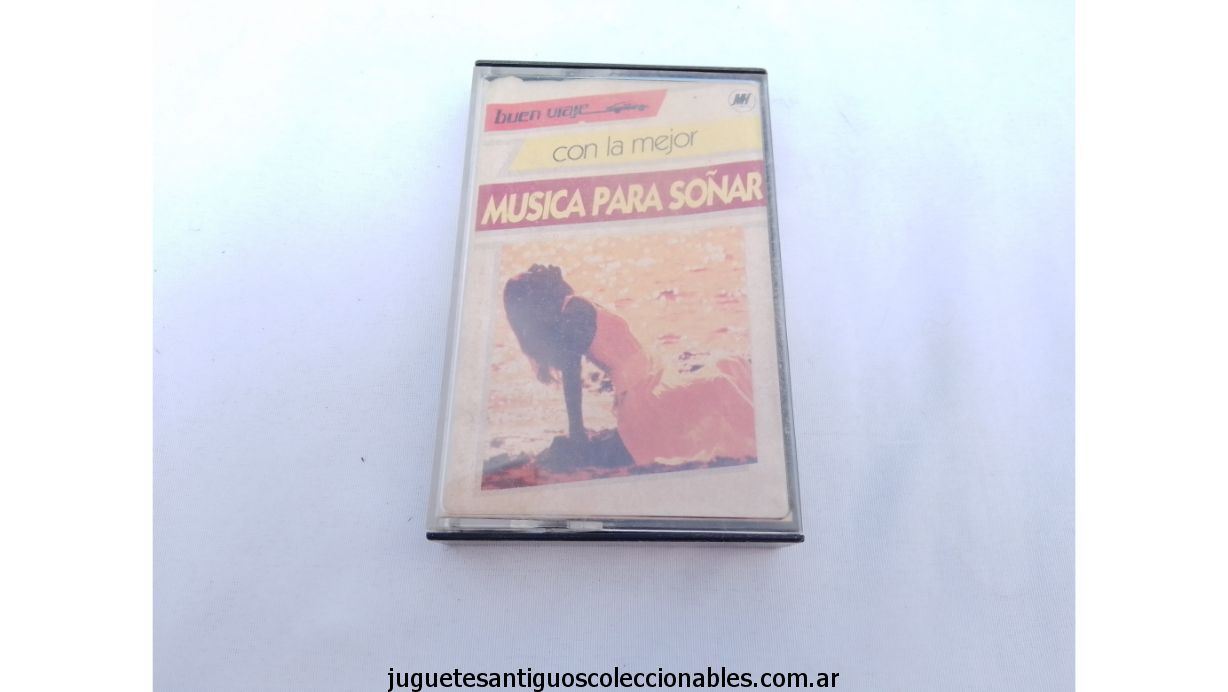 buen viaje
MH
con la mejor
MUSICA PARA SOÑAR
juguetesantiguoscoleccionables.com.ar